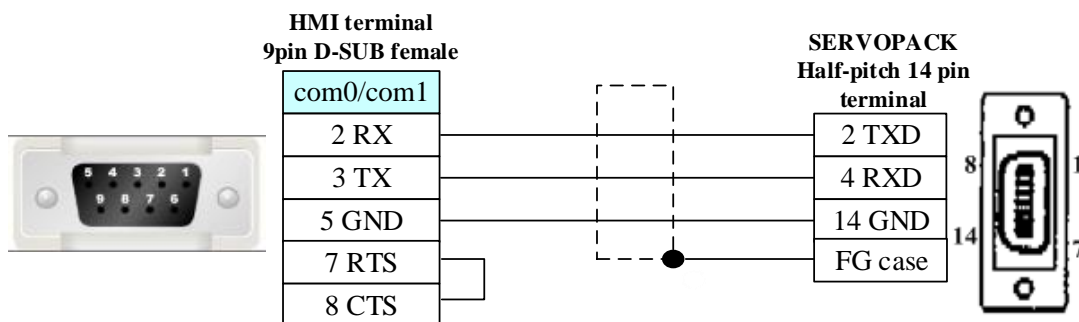 HMI terminal
9pin D-SUB female
com0/com1
2 RX
3 TX
5 GND
7 RTS
8 CTS
5 4 3 2 1
9 8 7 6
SERVOPACK
Half-pitch 14 pin
terminal
2 TXD
4 RXD
14 GND
FG case
8 1
14 7